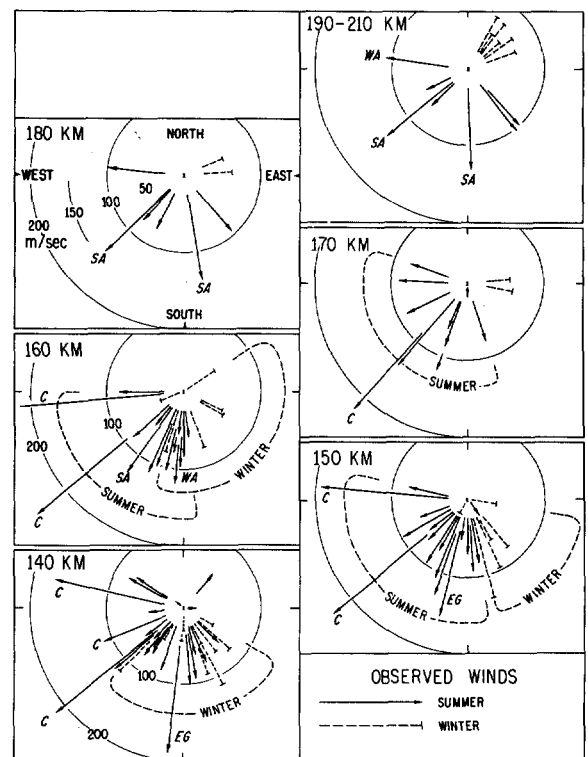 190-210 KM
WA
SA
SA
180 KM
NORTH
WEST
EAST
50
100
150
200
m/sec
SA
SA
SOUTH
170 KM
SUMMER
C
160 KM
C
100
200
SA
WA
SUMMER
WINTER
C
150 KM
C
EG
SUMMER
WINTER
C
140 KM
C
C
100
WINTER
C
200
EG
OBSERVED WINDS
SUMMER
WINTER